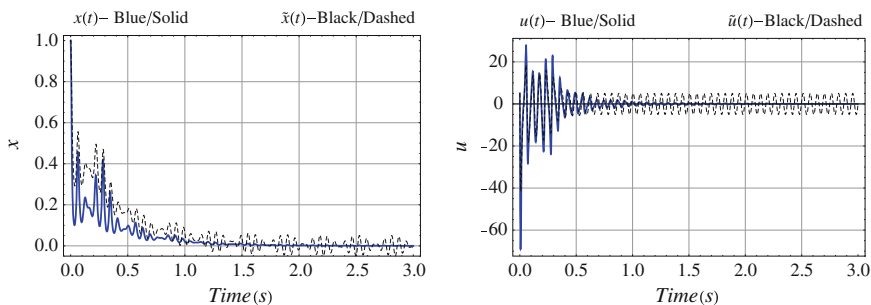 x(t)– Blue/Solid x̃(t)–Black/Dashed
1.0
0.8
0.6
0.4
0.2
0.0
x
0.0 0.5 1.0 1.5 2.0 2.5 3.0
Time(s)
u(t)– Blue/Solid ũ(t)–Black/Dashed
20
0
−20
−40
−60
u
0.0 0.5 1.0 1.5 2.0 2.5 3.0
Time(s)